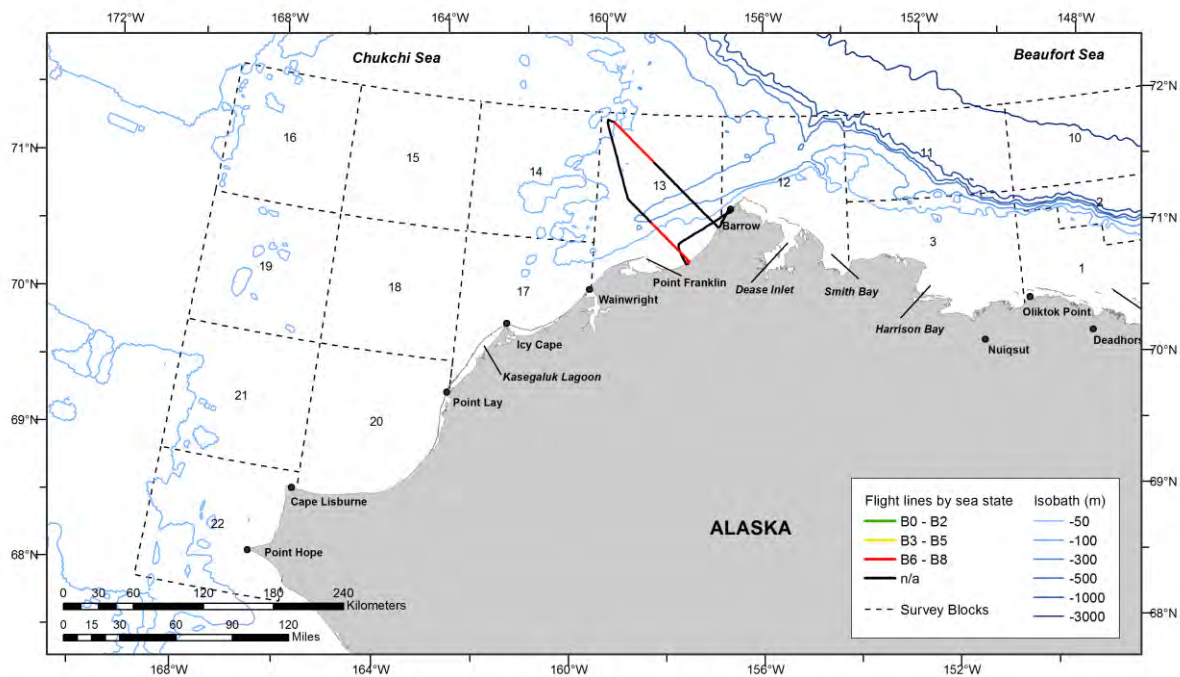 168°W
164°W
160°W
156°W
152°W
148°W
Chukchi Sea
Beaufort Sea
72°N
16
15
14
13
12
11
10
71°N
2
71°N
Barrow
3
19
18
17
1
70°N
Point Franklin
Dease Inlet
Smith Bay
Wainwright
Oliktok Point
Harrison Bay
Icy Cape
Nuiqsut
Deadhors
70°N
Kasegaluk Lagoon
21
20
Point Lay
69°N
69°N
Cape Lisburne
22
ALASKA
Point Hope
68°N
68°N
Flight lines by sea state
B0 - B2
B3 - B5
B6 - B8
n/a
Survey Blocks
Isobath (m)
-50
-100
-300
-500
-1000
-3000
0 30 60 120 180 240
Kilometers
0 15 30 60 90 120
Miles
168°W
164°W
160°W
156°W
152°W